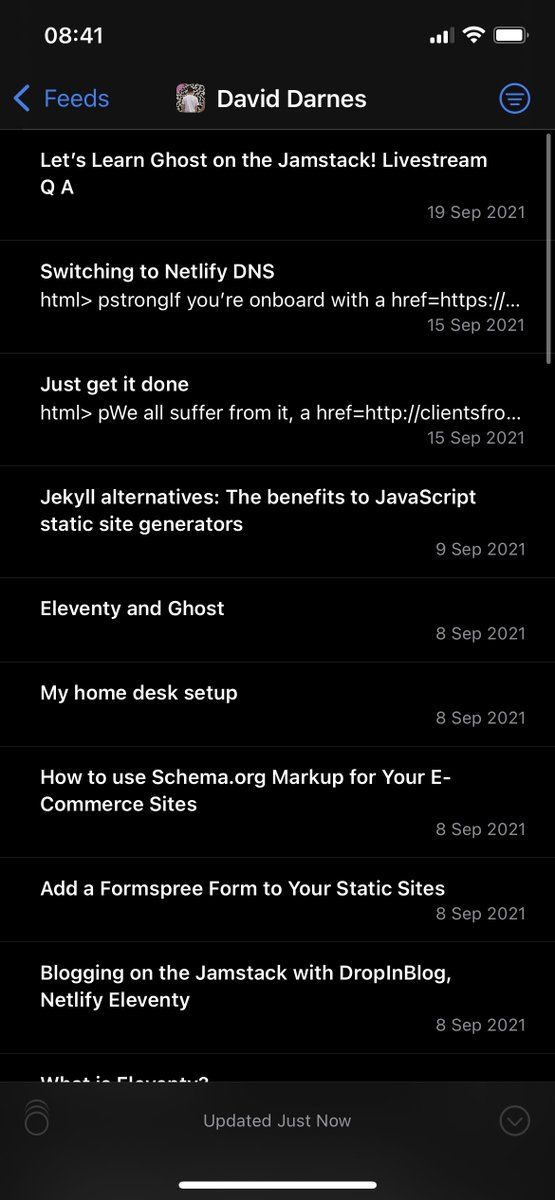 08:41
Feeds
David Darnes
Let’s Learn Ghost on the Jamstack! Livestream
Q A
19 Sep 2021
Switching to Netlify DNS
html> pstrongIf you’re onboard with a href=https://...
15 Sep 2021
Just get it done
html> pWe all suffer from it, a href=http://clientsfro...
15 Sep 2021
Jekyll alternatives: The benefits to JavaScript
static site generators
9 Sep 2021
Eleventy and Ghost
8 Sep 2021
My home desk setup
8 Sep 2021
How to use Schema.org Markup for Your E-
Commerce Sites
8 Sep 2021
Add a Formspree Form to Your Static Sites
8 Sep 2021
Blogging on the Jamstack with DropInBlog,
Netlify Eleventy
8 Sep 2021
What is Eleventy?
Updated Just Now